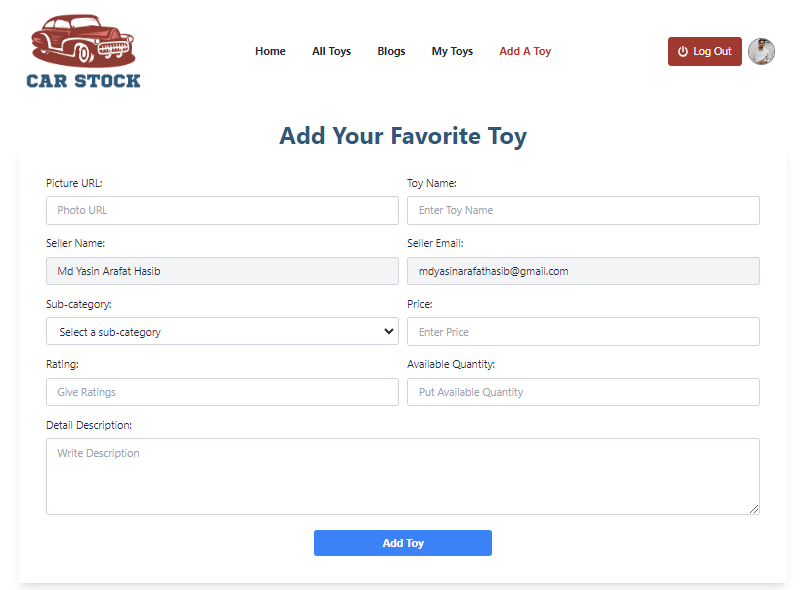 CAR STOCK
Home All Toys Blogs My Toys Add A Toy
Log Out
Add Your Favorite Toy
Picture URL: Toy Name:
Photo URL Enter Toy Name
Seller Name: Seller Email:
Md Yasin Arafat Hasib mdyasinarafathasib@gmail.com
Sub-category: Price:
Select a sub-category Enter Price
Rating: Available Quantity:
Give Ratings Put Available Quantity
Detail Description:
Write Description
Add Toy